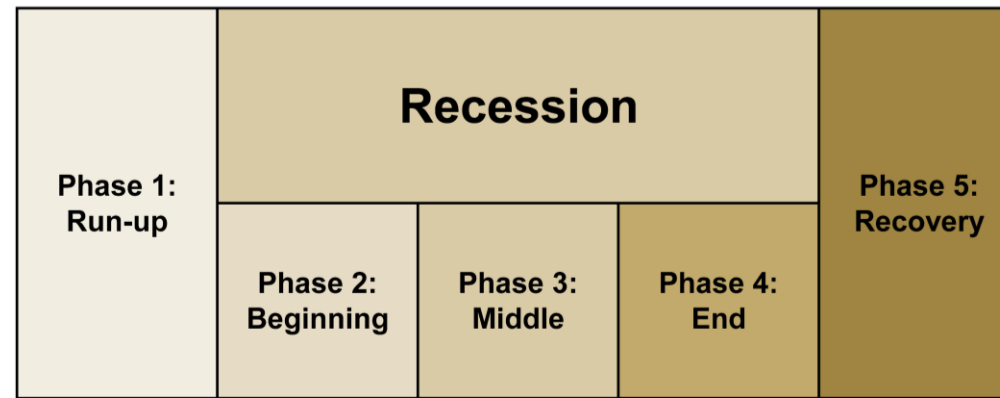 Phase 1:
Run-up
Recession
Phase 2:
Beginning
Phase 3:
Middle
Phase 4:
End
Phase 5:
Recovery